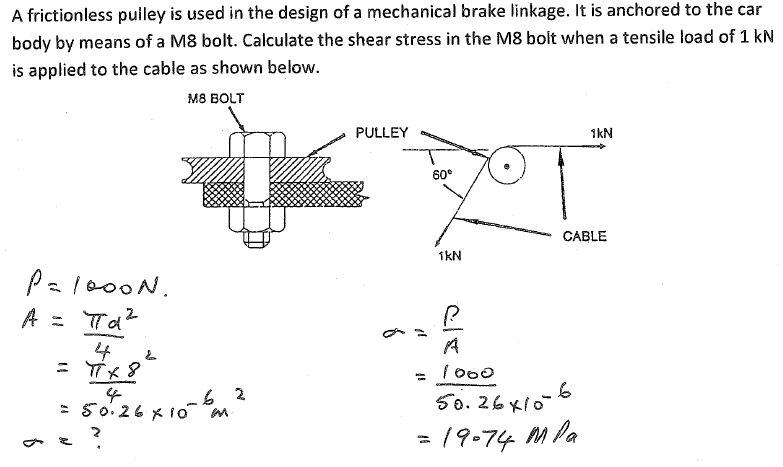 A frictionless pulley is used in the design of a mechanical brake linkage. It is anchored to the car
body by means of a M8 bolt. Calculate the shear stress in the M8 bolt when a tensile load of 1 kN
is applied to the cable as shown below.
M8 BOLT
PULLEY
1kN
60°
CABLE
1kN
P = 1000N.
A = πd²/4
= π×8²/4
= 50.26 × 10⁻⁶ m²
σ = ?
σ = P/A
= 1000/50.26×10⁻⁶
= 19.74 MPa